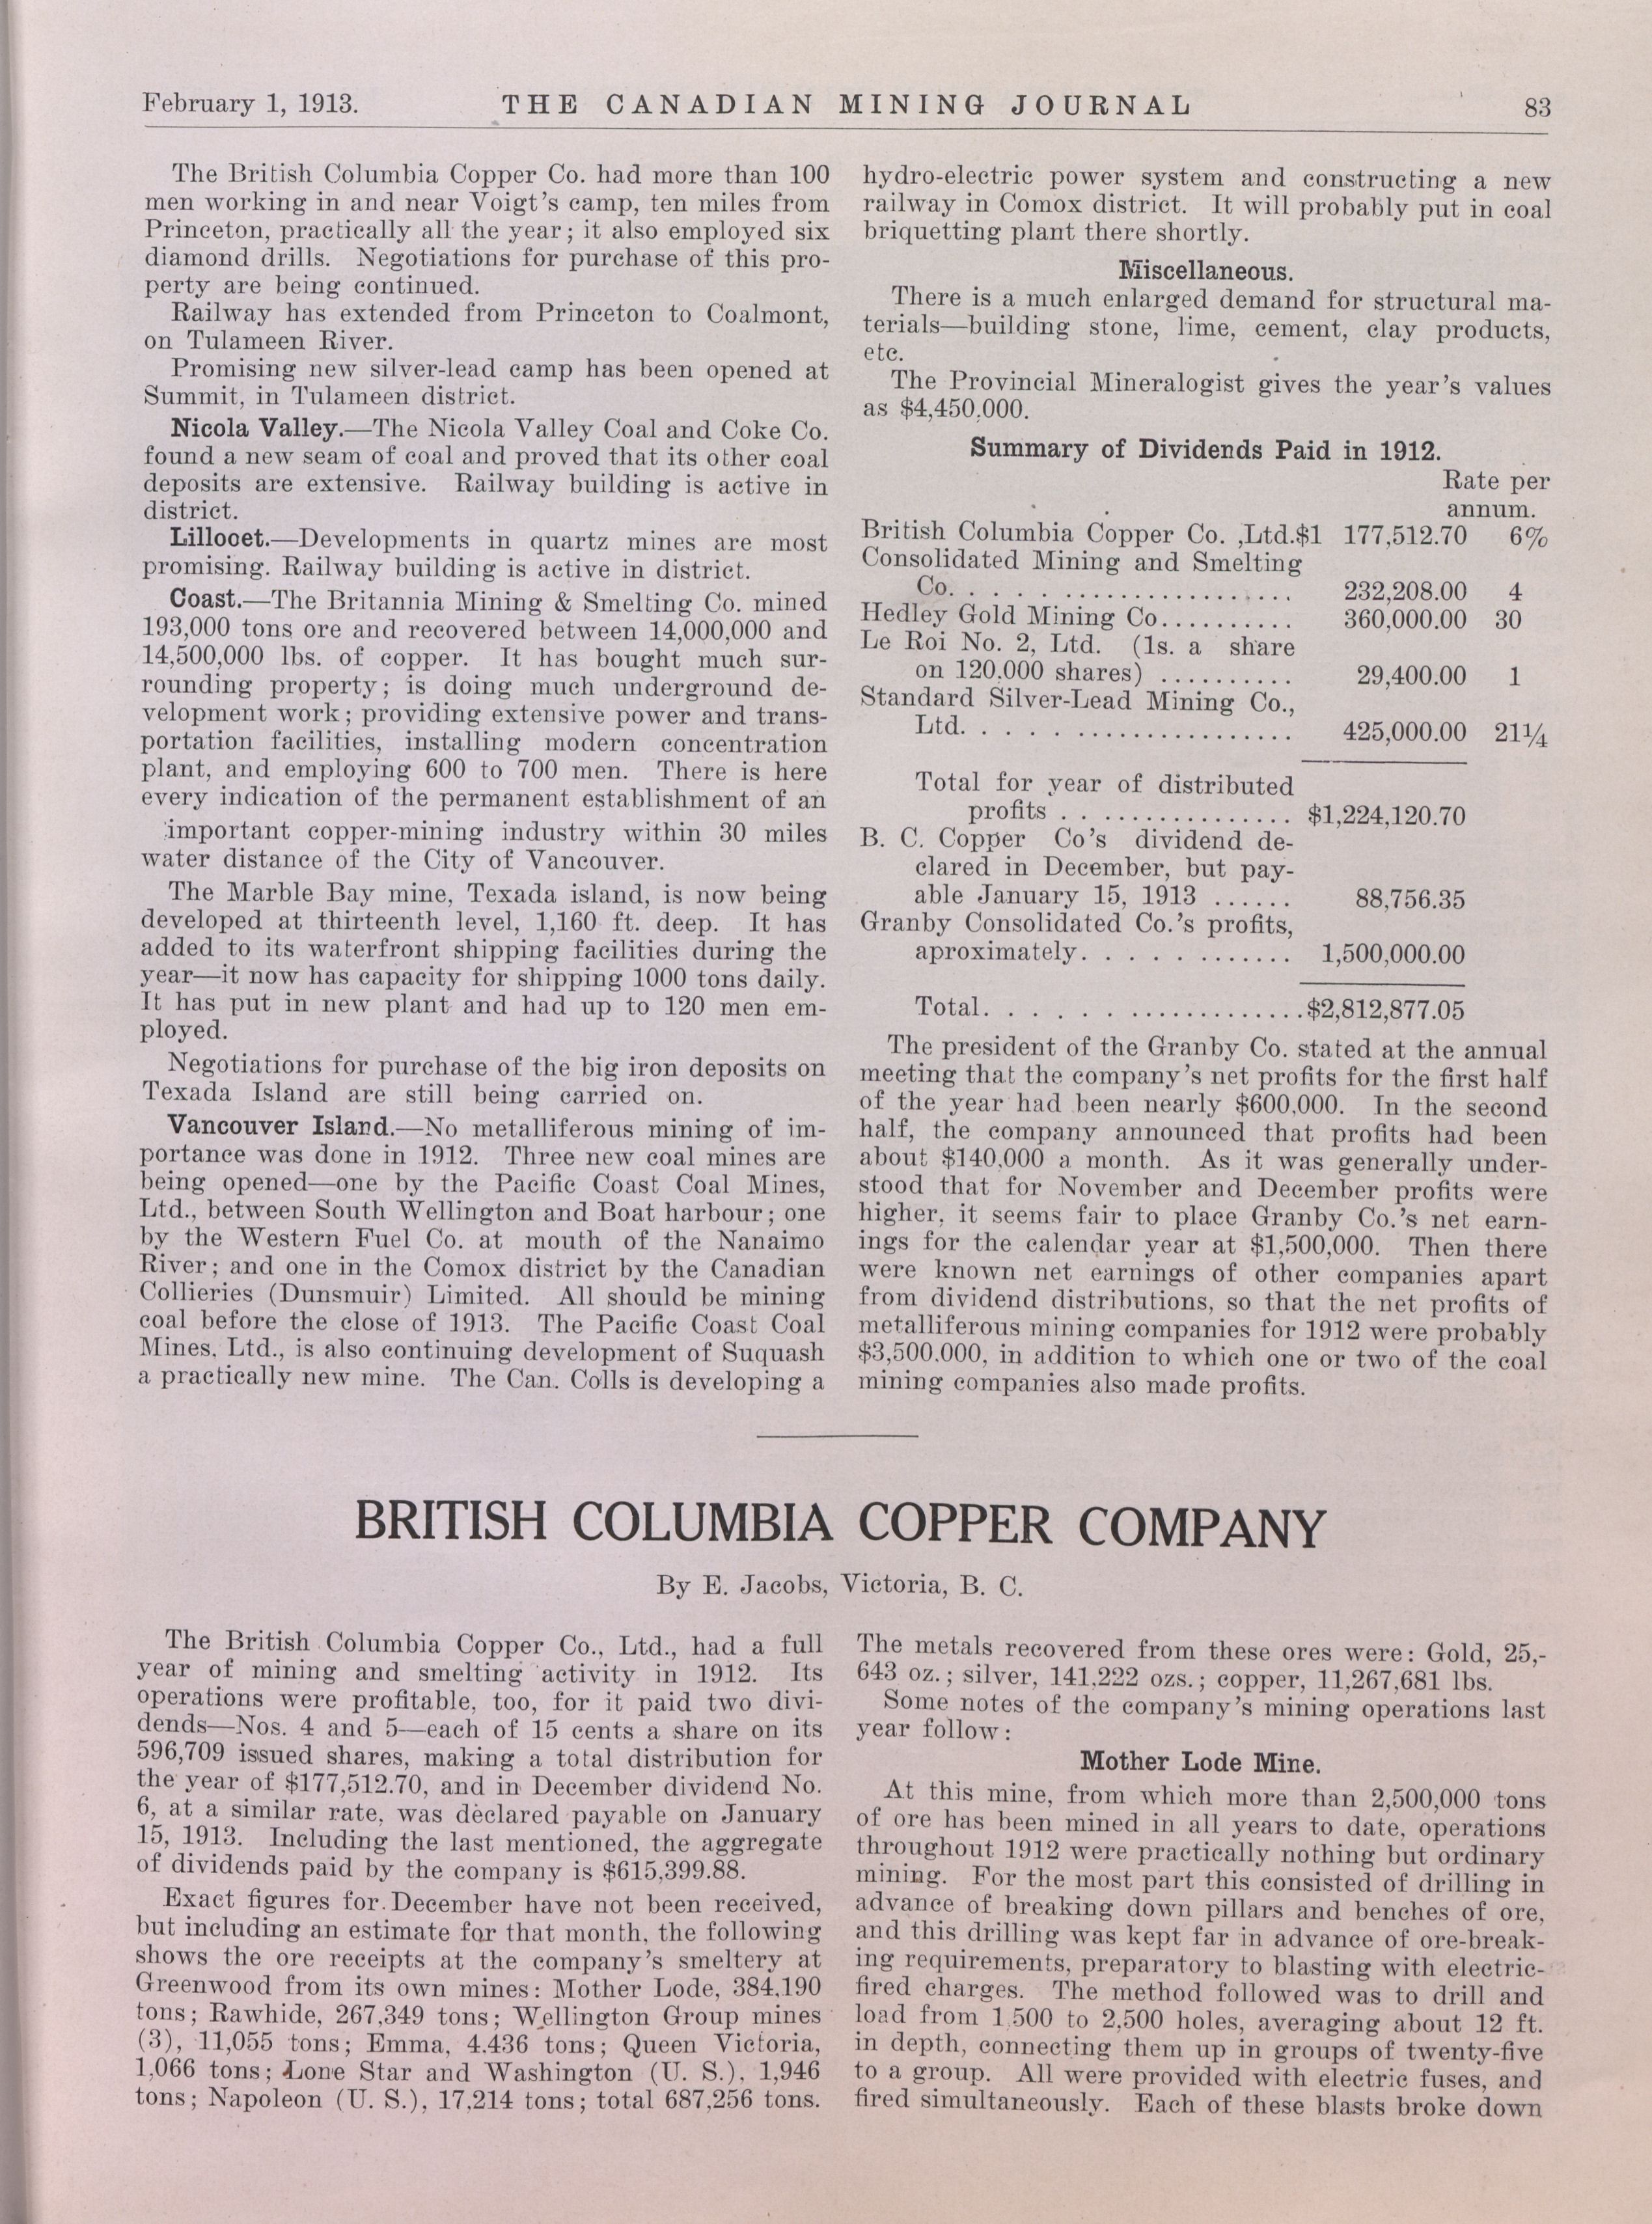 February 1, 1913.
THE CANADIAN MINING JOURNAL
83
The British Columbia Copper Co. had more than 100
men working in and near Voigt's camp, ten miles from
Princeton, practically all the year; it also employed six
diamond drills. Negotiations for purchase of this pro-
perty are being continued.
Railway has extended from Princeton to Coalmont,
on Tulameen River.
Promising new silver-lead camp has been opened at
Summit, in Tulameen district.
Nicola Valley.—The Nicola Valley Coal and Coke Co.
found a new seam of coal and proved that its other coal
deposits are extensive. Railway building is active in
district.
Lillooet.—Developments in quartz mines are most
promising. Railway building is active in district.
Coast.—The Britannia Mining & Smelting Co. mined
193,000 tons ore and recovered between 14,000,000 and
14,500,000 lbs. of copper. It has bought much sur-
rounding property; is doing much underground de-
velopment work; providing extensive power and trans-
portation facilities, installing modern concentration
plant, and employing 600 to 700 men. There is here
every indication of the permanent establishment of an
important copper-mining industry within 30 miles
water distance of the City of Vancouver.
The Marble Bay mine, Texada island, is now being
developed at thirteenth level, 1,160 ft. deep. It has
added to its waterfront shipping facilities during the
year—it now has capacity for shipping 1000 tons daily.
It has put in new plant and had up to 120 men em-
ployed.
Negotiations for purchase of the big iron deposits on
Texada Island are still being carried on.
Vancouver Island.—No metalliferous mining of im-
portance was done in 1912. Three new coal mines are
being opened—one by the Pacific Coast Coal Mines,
Ltd., between South Wellington and Boat harbour; one
by the Western Fuel Co. at mouth of the Nanaimo
River; and one in the Comox district by the Canadian
Collieries (Dunsmuir) Limited. All should be mining
coal before the close of 1913. The Pacific Coast Coal
Mines, Ltd., is also continuing development of Suquash
a practically new mine. The Can. Colls is developing a
hydro-electric power system and constructing a new
railway in Comox district. It will probably put in coal
briquetting plant there shortly.
Miscellaneous.
There is a much enlarged demand for structural ma-
terials—building stone, lime, cement, clay products,
etc.
The Provincial Mineralogist gives the year's values
as $4,450,000.
Summary of Dividends Paid in 1912.
Rate per
annum.
British Columbia Copper Co. ,Ltd.$1 177,512.70 6%
Consolidated Mining and Smelting
Co. . . . . . . . . . . . . . . . . . . . . . 232,208.00 4
Hedley Gold Mining Co.......... 360,000.00 30
Le Roi No. 2, Ltd. (1s. a share
on 120,000 shares) .......... 29,400.00 1
Standard Silver-Lead Mining Co.,
Ltd. . . . . . . . . . . . . . . . . . . . . 425,000.00 21¼
Total for year of distributed
profits . . .............. $1,224,120.70
B. C. Copper Co's dividend de-
clared in December, but pay-
able January 15, 1913 ...... 88,756.35
Granby Consolidated Co.'s profits,
aproximately. . . . . . ....... 1,500,000.00
Total. . . . . . . . ..............$2,812,877.05
The president of the Granby Co. stated at the annual
meeting that the company's net profits for the first half
of the year had been nearly $600,000. In the second
half, the company announced that profits had been
about $140,000 a month. As it was generally under-
stood that for November and December profits were
higher, it seems fair to place Granby Co.'s net earn-
ings for the calendar year at $1,500,000. Then there
were known net earnings of other companies apart
from dividend distributions, so that the net profits of
metalliferous mining companies for 1912 were probably
$3,500.000, in addition to which one or two of the coal
mining companies also made profits.
BRITISH COLUMBIA COPPER COMPANY
By E. Jacobs, Victoria, B. C.
The British Columbia Copper Co., Ltd., had a full
year of mining and smelting activity in 1912. Its
operations were profitable, too, for it paid two divi-
dends—Nos. 4 and 5—each of 15 cents a share on its
596,709 issued shares, making a total distribution for
the year of $177,512.70, and in December dividend No.
6, at a similar rate, was declared payable on January
15, 1913. Including the last mentioned, the aggregate
of dividends paid by the company is $615,399.88.
Exact figures for December have not been received,
but including an estimate for that month, the following
shows the ore receipts at the company's smeltery at
Greenwood from its own mines: Mother Lode, 384,190
tons; Rawhide, 267,349 tons; Wellington Group mines
(3), 11,055 tons; Emma, 4.436 tons; Queen Victoria,
1,066 tons; Lone Star and Washington (U. S.), 1,946
tons; Napoleon (U. S.), 17,214 tons; total 687,256 tons.
The metals recovered from these ores were: Gold, 25,-
643 oz.; silver, 141,222 ozs.; copper, 11,267,681 lbs.
Some notes of the company's mining operations last
year follow:
Mother Lode Mine.
At this mine, from which more than 2,500,000 tons
of ore has been mined in all years to date, operations
throughout 1912 were practically nothing but ordinary
mining. For the most part this consisted of drilling in
advance of breaking down pillars and benches of ore,
and this drilling was kept far in advance of ore-break-
ing requirements, preparatory to blasting with electric-
fired charges. The method followed was to drill and
load from 1,500 to 2,500 holes, averaging about 12 ft.
in depth, connecting them up in groups of twenty-five
to a group. All were provided with electric fuses, and
fired simultaneously. Each of these blasts broke down